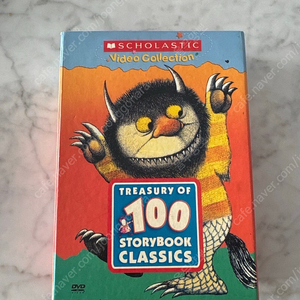 SCHOLASTIC
Video Collection
TREASURY OF
100
STORYBOOK
CLASSICS
DVD